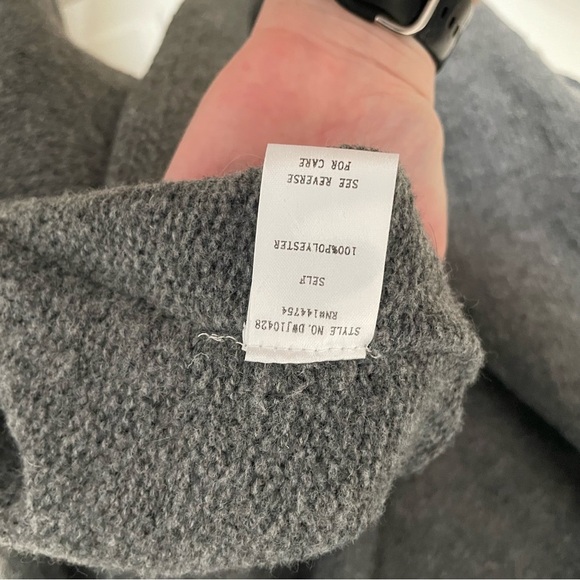 STYLE NO. DWJ10428
RN#144754
SELF
100%POLYESTER
SEE REVERSE
FOR CARE